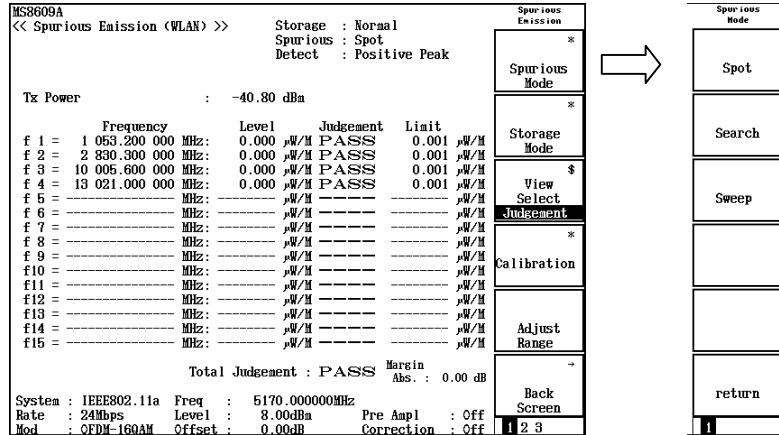 MS8609A
<< Spurious Emission (WLAN) >>
Storage : Normal
Spurious : Spot
Detect : Positive Peak
Tx Power : -40.80 dBm
Frequency Level Judgement Limit
f 1 = 1 053.200 000 MHz: 0.000 μW/M PASS 0.001 μW/M
f 2 = 2 830.300 000 MHz: 0.000 μW/M PASS 0.001 μW/M
f 3 = 10 005.600 000 MHz: 0.000 μW/M PASS 0.001 μW/M
f 4 = 13 021.000 000 MHz: 0.000 μW/M PASS 0.001 μW/M
f 5 = --------------- MHz: -------- μW/M ----- -------- μW/M
f 6 = --------------- MHz: -------- μW/M ----- -------- μW/M
f 7 = --------------- MHz: -------- μW/M ----- -------- μW/M
f 8 = --------------- MHz: -------- μW/M ----- -------- μW/M
f 9 = --------------- MHz: -------- μW/M ----- -------- μW/M
f10 = --------------- MHz: -------- μW/M ----- -------- μW/M
f11 = --------------- MHz: -------- μW/M ----- -------- μW/M
f12 = --------------- MHz: -------- μW/M ----- -------- μW/M
f13 = --------------- MHz: -------- μW/M ----- -------- μW/M
f14 = --------------- MHz: -------- μW/M ----- -------- μW/M
f15 = --------------- MHz: -------- μW/M ----- -------- μW/M
Total Judgement : PASS Margin
Abs. : 0.00 dB
System : IEEE802.11a Freq : 5170.000000MHz
Rate : 24Mbps Level : 8.00dBm Pre Ampl : Off
Mod : OFDM-16QAM Offset : 0.00dB Correction : Off
Spurious
Emission
*
Spurious
Mode
*
Storage
Mode
$
View
Select
Judgement
*
Calibration
Adjust
Range
→
Back
Screen
1 2 3
Spurious
Mode
Spot
Search
Sweep
return
1